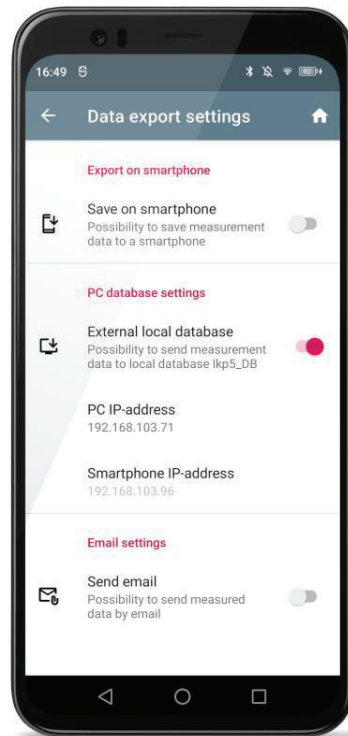 16:49
Data export settings
Export on smartphone
Save on smartphone
Possibility to save measurement
data to a smartphone
PC database settings
External local database
Possibility to send measurement
data to local database lkp5_DB
PC IP-address
192.168.103.71
Smartphone IP-address
192.168.103.96
Email settings
Send email
Possibility to send measured
data by email